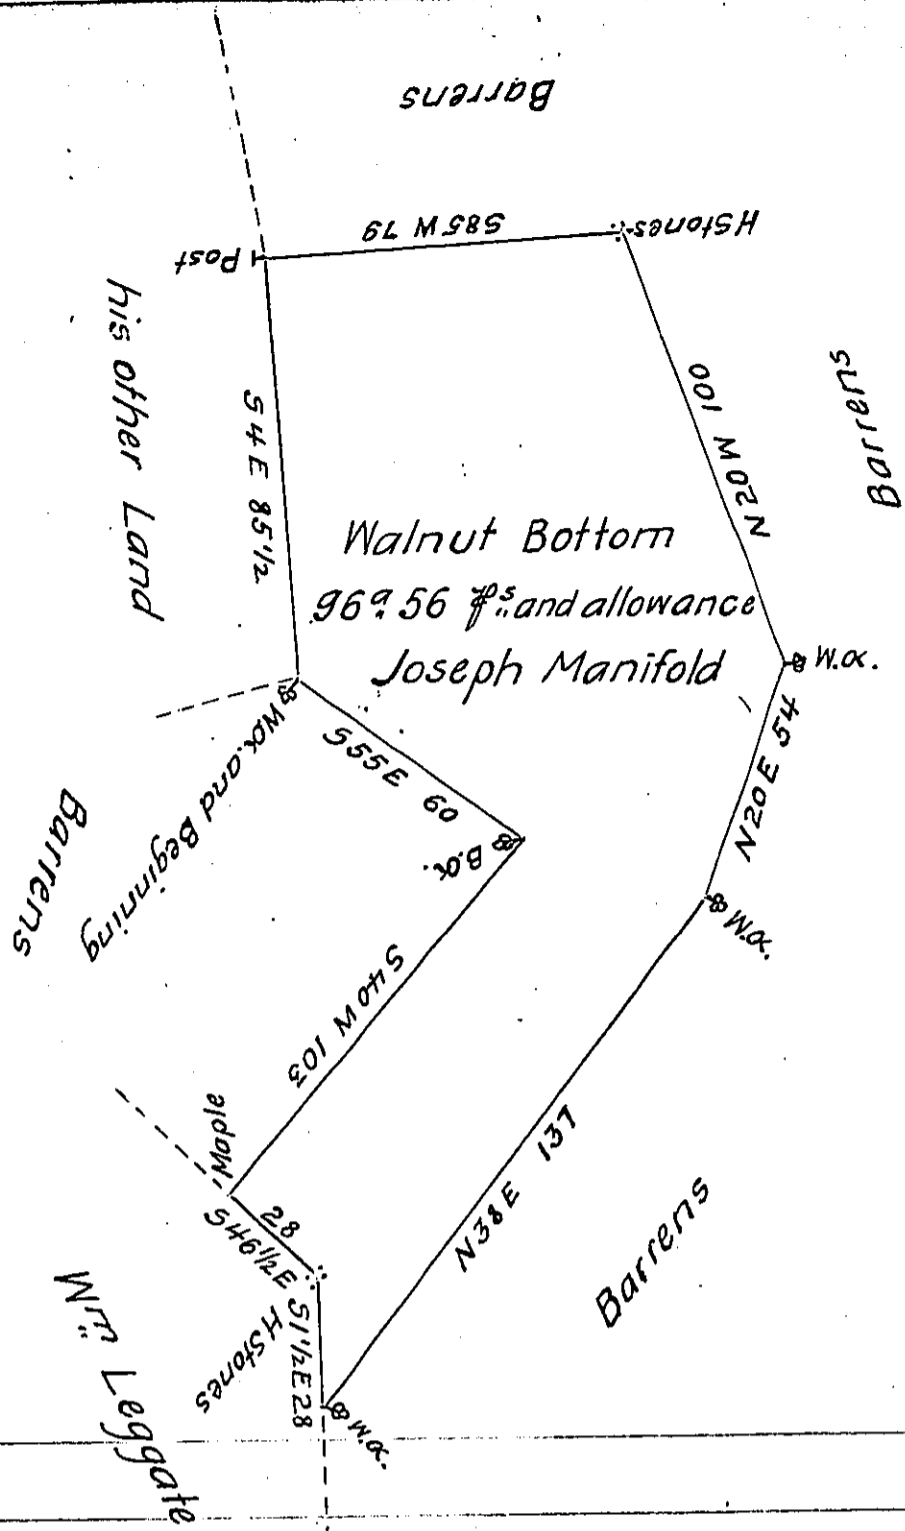 Barrens
S85W 79
H Stones
Post
his other Land
S 4 E 85½
N20W 100
Barrens
Walnut Bottom
96a. 56 ps. and allowance
Joseph Manifold
W.O.
N20E 54
W.O.
S55E 60
B.O.
W.O. and Beginning
Barrens
S40W 103
Maple
28
S46½E
N38E 137
Barrens
H Stones
S1½E 28
W.O.
Wm. Leggate